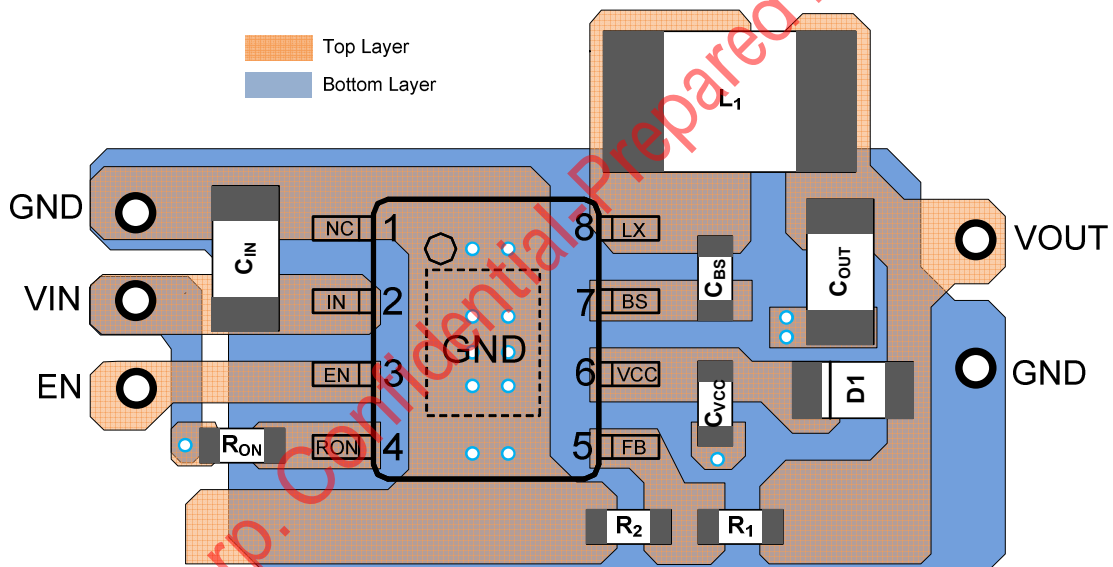 Top Layer
Bottom Layer
L1
GND
VIN
EN
CIN
RON
NC
IN
EN
RON
1
2
3
4
GND
8
7
6
5
LX
BS
VCC
FB
CBS
CVCC
COUT
D1
R2
R1
VOUT
GND
rp. Confidential-Prepared